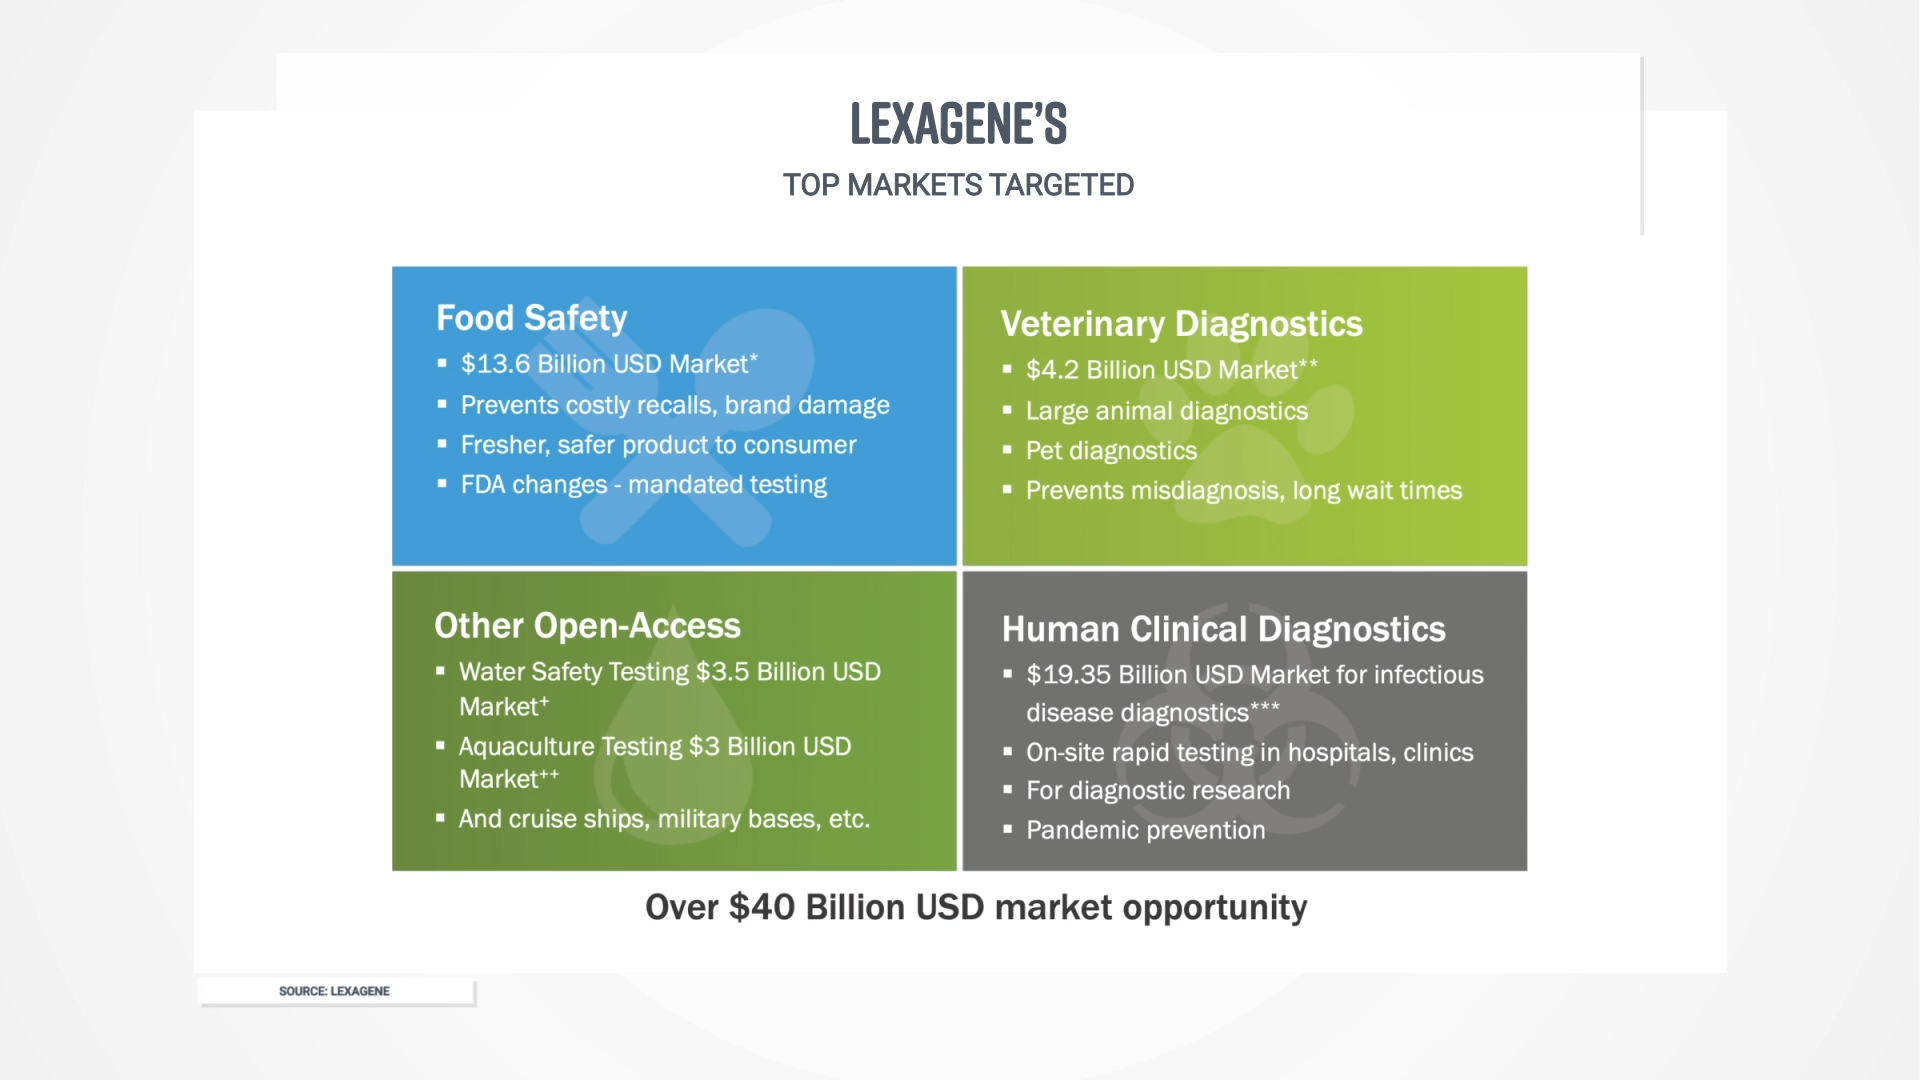 LEXAGENE’S
TOP MARKETS TARGETED
Food Safety
▪ $13.6 Billion USD Market*
▪ Prevents costly recalls, brand damage
▪ Fresher, safer product to consumer
▪ FDA changes - mandated testing
Veterinary Diagnostics
▪ $4.2 Billion USD Market**
▪ Large animal diagnostics
▪ Pet diagnostics
▪ Prevents misdiagnosis, long wait times
Other Open-Access
▪ Water Safety Testing $3.5 Billion USD
Market+
▪ Aquaculture Testing $3 Billion USD
Market++
▪ And cruise ships, military bases, etc.
Human Clinical Diagnostics
▪ $19.35 Billion USD Market for infectious
disease diagnostics***
▪ On-site rapid testing in hospitals, clinics
▪ For diagnostic research
▪ Pandemic prevention
Over $40 Billion USD market opportunity
SOURCE: LEXAGENE